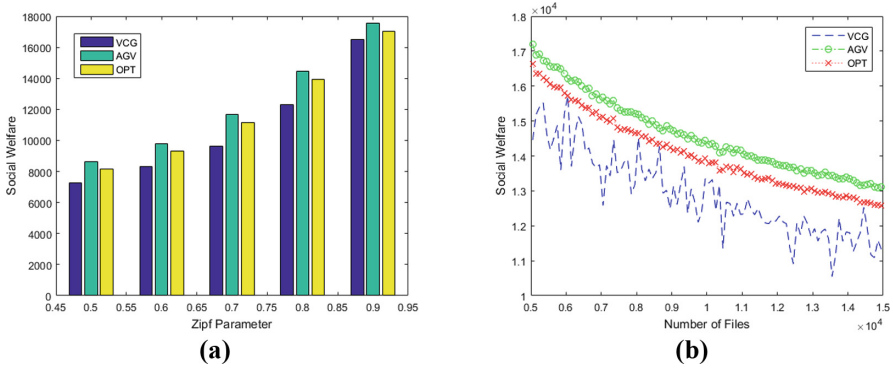 18000
16000
14000
12000
10000
8000
6000
4000
2000
0
Social Welfare
VCG
AGV
OPT
0.45 0.5 0.55 0.6 0.65 0.7 0.75 0.8 0.85 0.9 0.95
Zipf Parameter
(a)
× 10⁴
1.8
1.7
1.6
1.5
1.4
1.3
1.2
1.1
1
Social Welfare
VCG
AGV
OPT
0.5 0.6 0.7 0.8 0.9 1 1.1 1.2 1.3 1.4 1.5
Number of Files
× 10⁴
(b)